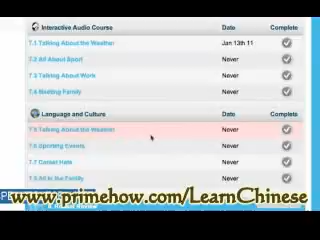 Interactive Audio Course Date Complete
7.1 Talking About the Weather Jan 13th 11
7.2 All About Sport Never
7.3 Talking About Work Never
7.4 Meeting Family Never
Language and Culture Date Complete
7.5 Talking About the Weather Never
7.6 Sporting Events Never
7.7 Career Hats Never
7.8 All in the Family Never
www.primehow.com/LearnChinese